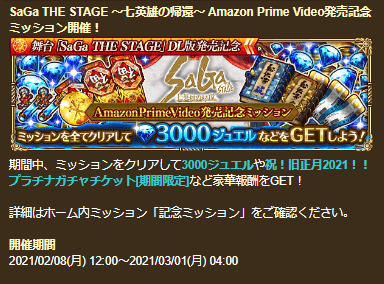 SaGa THE STAGE ～七英雄の帰還～ Amazon Prime Video発売記念
ミッション開催！
舞台「SaGa THE STAGE」DL版発売記念
SaGa
THE STAGE
七英雄の帰還
AmazonPrimeVideo発売記念ミッション
ミッションを全てクリアして3000ジュエルなどをGETしよう！
期間中、ミッションをクリアして3000ジュエルや祝！旧正月2021！！
プラチナガチャチケット[期間限定]など豪華報酬をGET！
詳細はホーム内ミッション「記念ミッション」をご確認ください。
開催期間
2021/02/08(月) 12:00～2021/03/01(月) 04:00